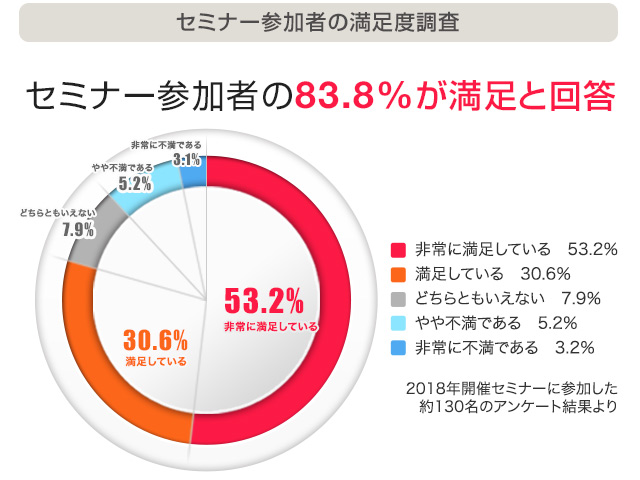 セミナー参加者の満足度調査
セミナー参加者の83.8%が満足と回答
非常に不満である
3.1%
やや不満である
5.2%
どちらともいえない
7.9%
53.2%
非常に満足している
30.6%
満足している
非常に満足している 53.2%
満足している 30.6%
どちらともいえない 7.9%
やや不満である 5.2%
非常に不満である 3.2%
2018年開催セミナーに参加した
約130名のアンケート結果より